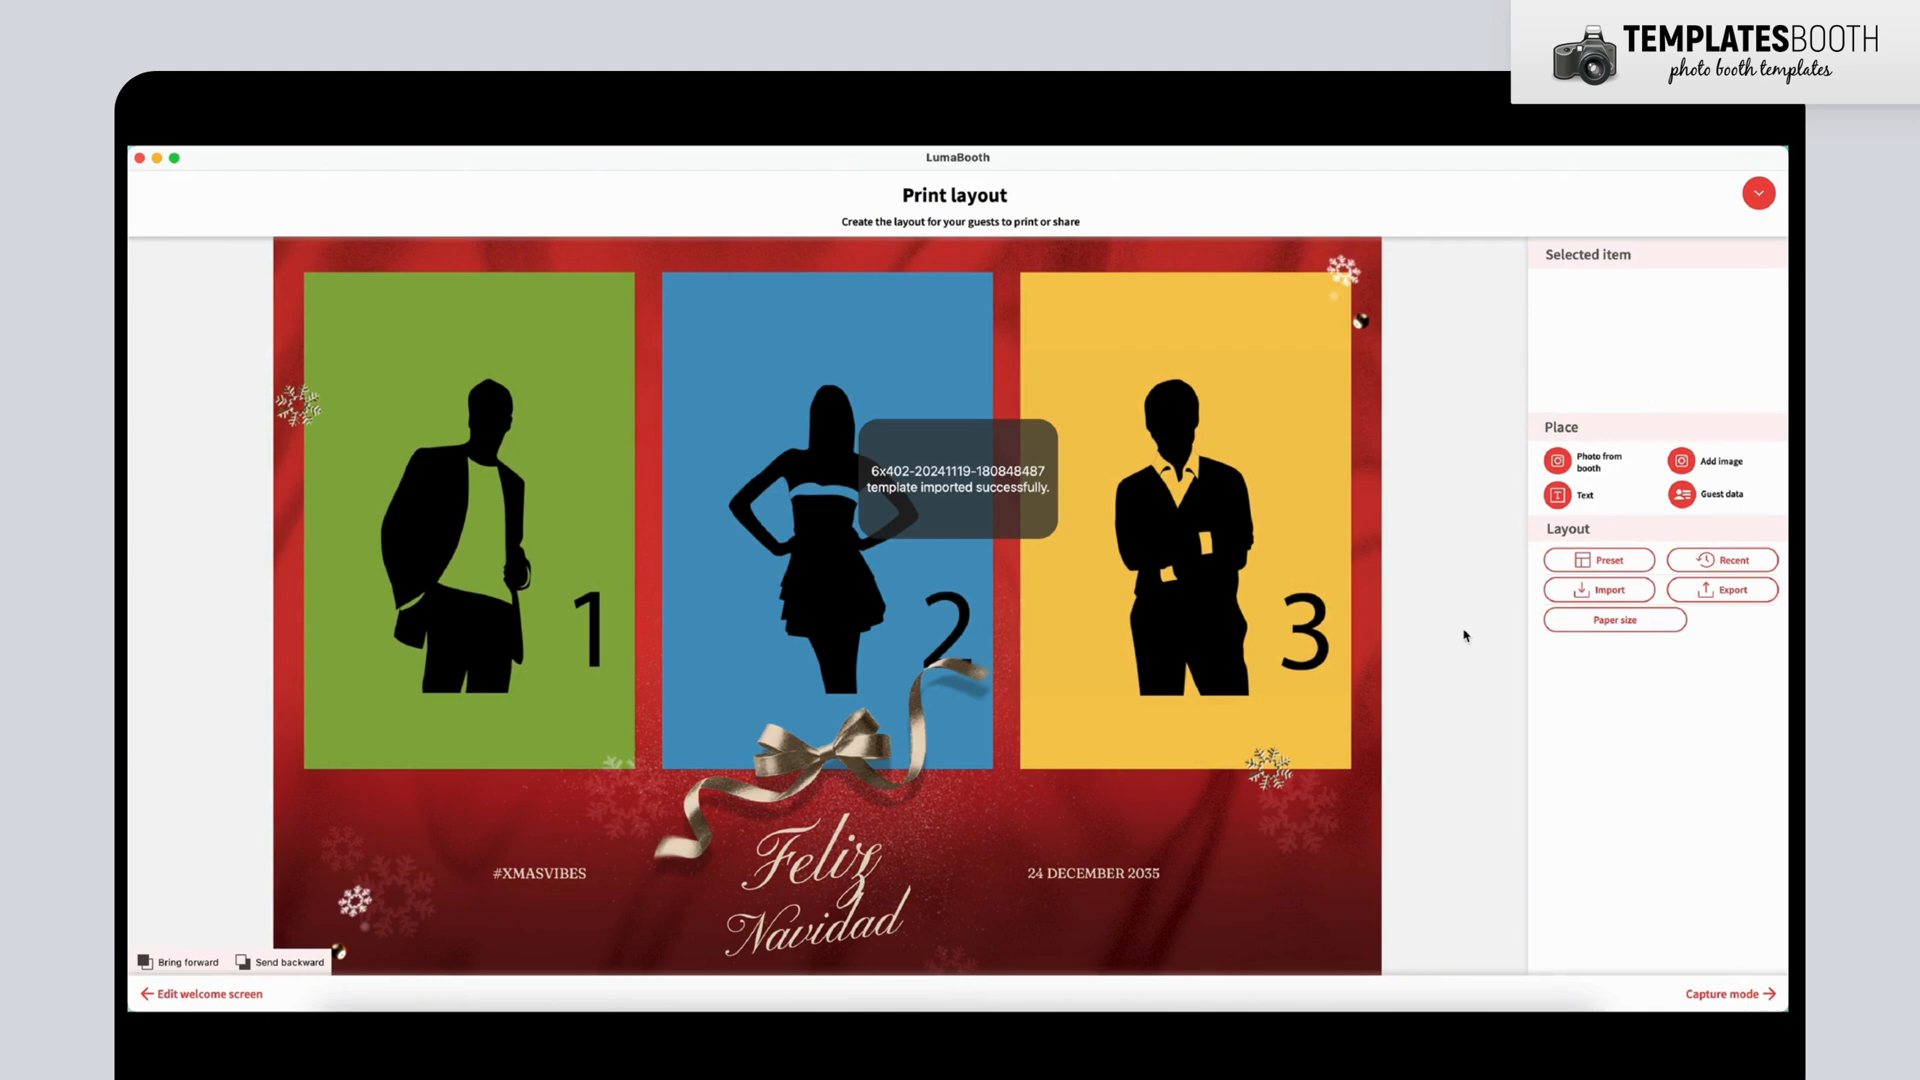 TEMPLATESBOOTH
photo booth templates
LumaBooth
Print layout
Create the layout for your guests to print or share
Selected item
1
2
3
6x402-20241119-180848487
template imported successfully.
Place
Photo from
booth
Add image
Text
Guest data
Layout
Preset
Recent
Import
Export
Paper size
#XMASVIBES
Feliz
Navidad
24 DECEMBER 2035
Bring forward
Send backward
Edit welcome screen
Capture mode